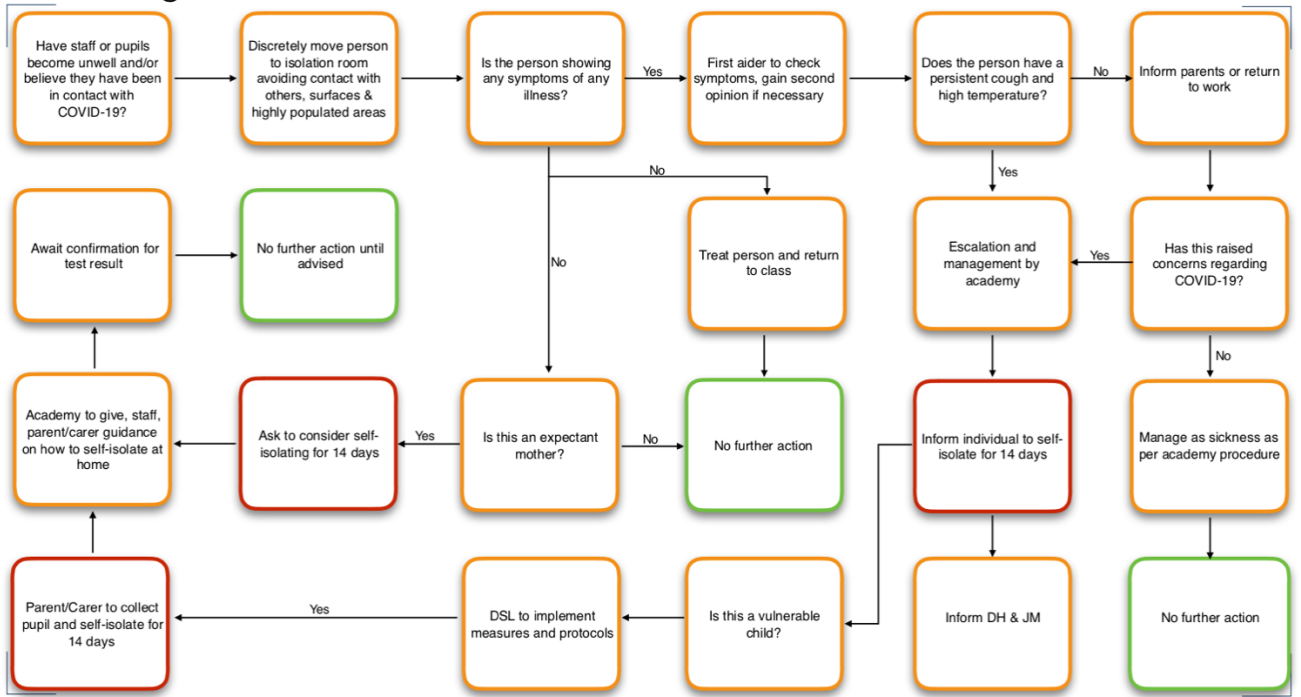 Have staff or pupils
become unwell and/or
believe they have been
in contact with
COVID-19?
Discretely move person
to isolation room
avoiding contact with
others, surfaces &
highly populated areas
Is the person showing
any symptoms of any
illness?
Yes
First aider to check
symptoms, gain second
opinion if necessary
Does the person have a
persistent cough and
high temperature?
No
Inform parents or return
to work
No
Yes
Await confirmation for
test result
No further action until
advised
No
Treat person and return
to class
Escalation and
management by
academy
Yes
Has this raised
concerns regarding
COVID-19?
No
Academy to give, staff,
parent/carer guidance
on how to self-isolate at
home
Ask to consider self-
isolating for 14 days
Yes
Is this an expectant
mother?
No
No further action
Inform individual to self-
isolate for 14 days
Manage as sickness as
per academy procedure
Parent/Carer to collect
pupil and self-isolate for
14 days
Yes
DSL to implement
measures and protocols
Is this a vulnerable
child?
Inform DH & JM
No further action